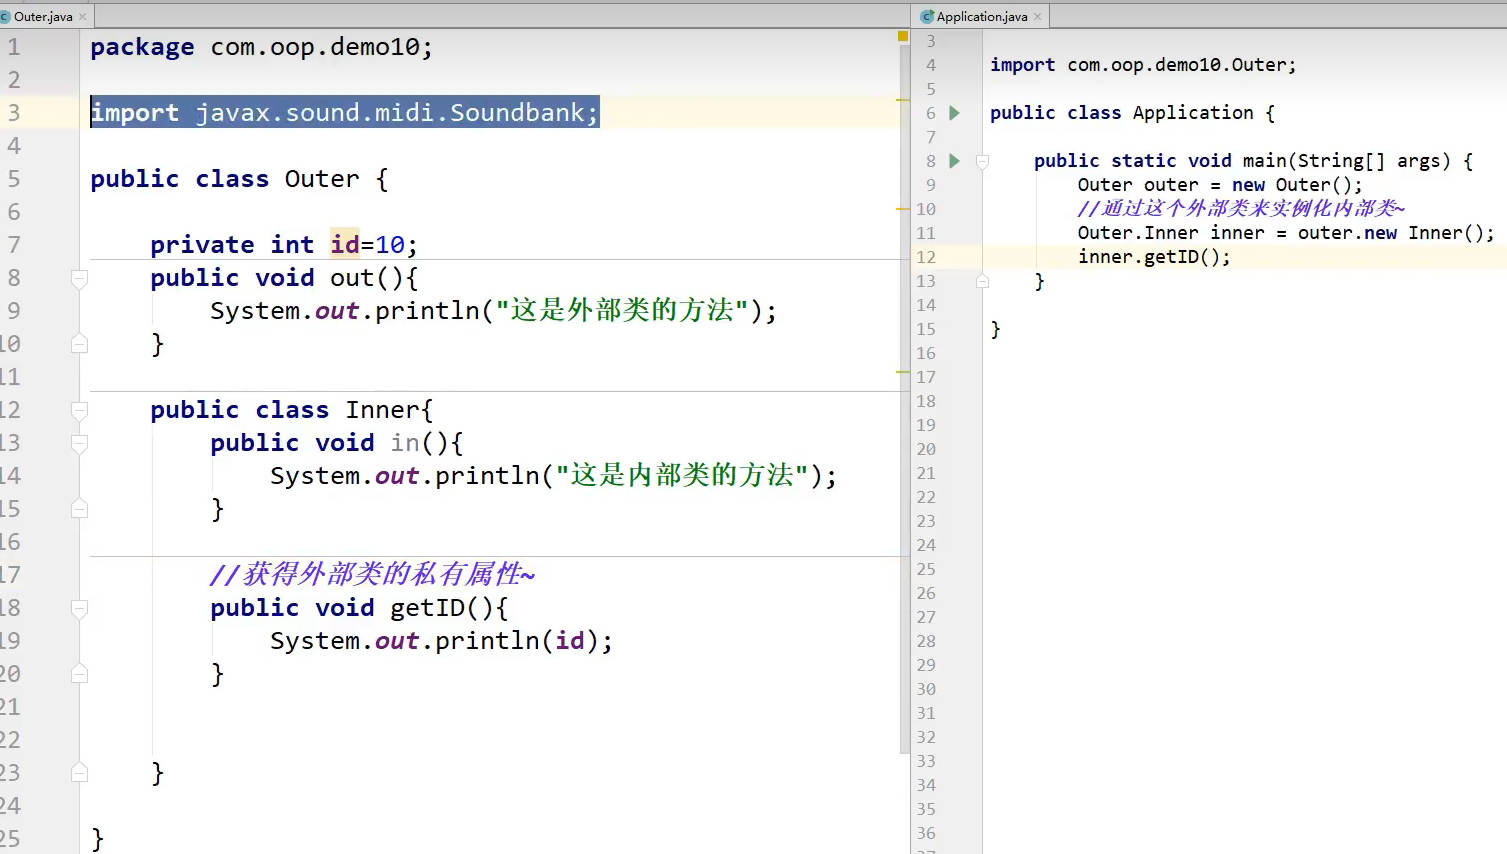 Outer.java
1 package com.oop.demo10;
2
3 import javax.sound.midi.Soundbank;
4
5 public class Outer {
6
7 private int id=10;
8 public void out(){
9 System.out.println("这是外部类的方法");
10 }
11
12 public class Inner{
13 public void in(){
14 System.out.println("这是内部类的方法");
15 }
16
17 //获得外部类的私有属性~
18 public void getID(){
19 System.out.println(id);
20 }
21
22
23 }
24
25 }
Application.java
3
4 import com.oop.demo10.Outer;
5
6 public class Application {
7
8 public static void main(String[] args) {
9 Outer outer = new Outer();
10 //通过这个外部类来实例化内部类~
11 Outer.Inner inner = outer.new Inner();
12 inner.getID();
13 }
14
15 }
16
17
18
19
20
21
22
23
24
25
26
27
28
29
30
31
32
33
34
35
36